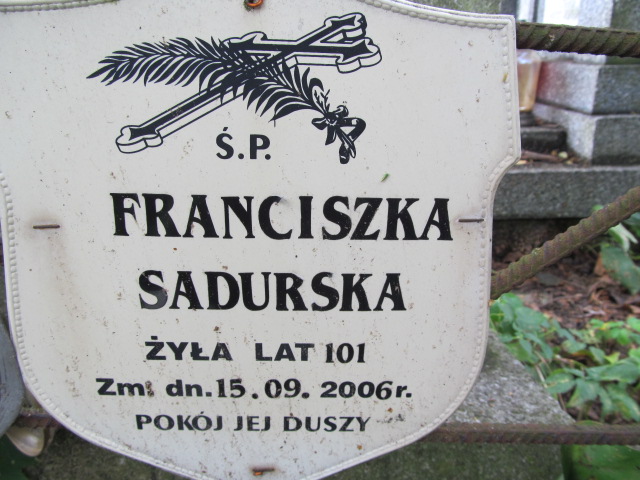 Ś.P.
FRANCISZKA
SADURSKA
ŻYŁA LAT 101
Zm. dn. 15.09.2006r.
POKÓJ JEJ DUSZY